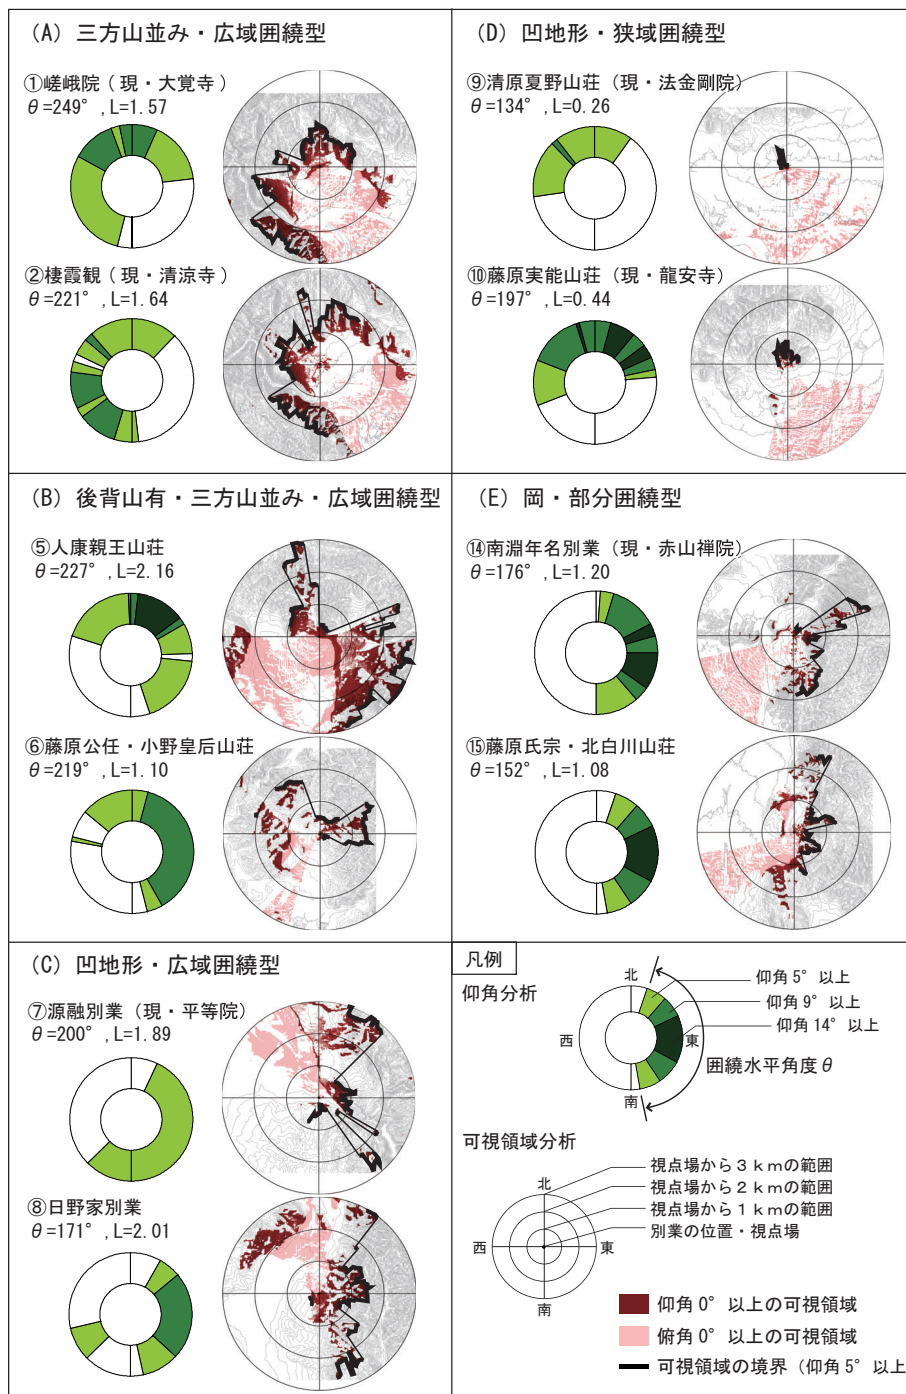 (A) 三方山並み・広域囲繞型
①嵯峨院(現・大覚寺)
θ=249°,L=1.57
②棲霞観(現・清涼寺)
θ=221°,L=1.64
(B) 後背山有・三方山並み・広域囲繞型
⑤人康親王山荘
θ=227°,L=2.16
⑥藤原公任・小野皇后山荘
θ=219°,L=1.10
(C) 凹地形・広域囲繞型
⑦源融別業(現・平等院)
θ=200°,L=1.89
⑧日野家別業
θ=171°,L=2.01
(D) 凹地形・狭域囲繞型
⑨清原夏野山荘(現・法金剛院)
θ=134°,L=0.26
⑩藤原実能山荘(現・龍安寺)
θ=197°,L=0.44
(E) 岡・部分囲繞型
⑭南淵年名別業(現・赤山禅院)
θ=176°,L=1.20
⑮藤原氏宗・北白川山荘
θ=152°,L=1.08
凡例
仰角分析
北
西
東
南
仰角5°以上
仰角9°以上
仰角14°以上
囲繞水平角度θ
可視領域分析
北
西
東
南
視点場から3kmの範囲
視点場から2kmの範囲
視点場から1kmの範囲
別業の位置・視点場
仰角0°以上の可視領域
俯角0°以上の可視領域
可視領域の境界(仰角5°以上